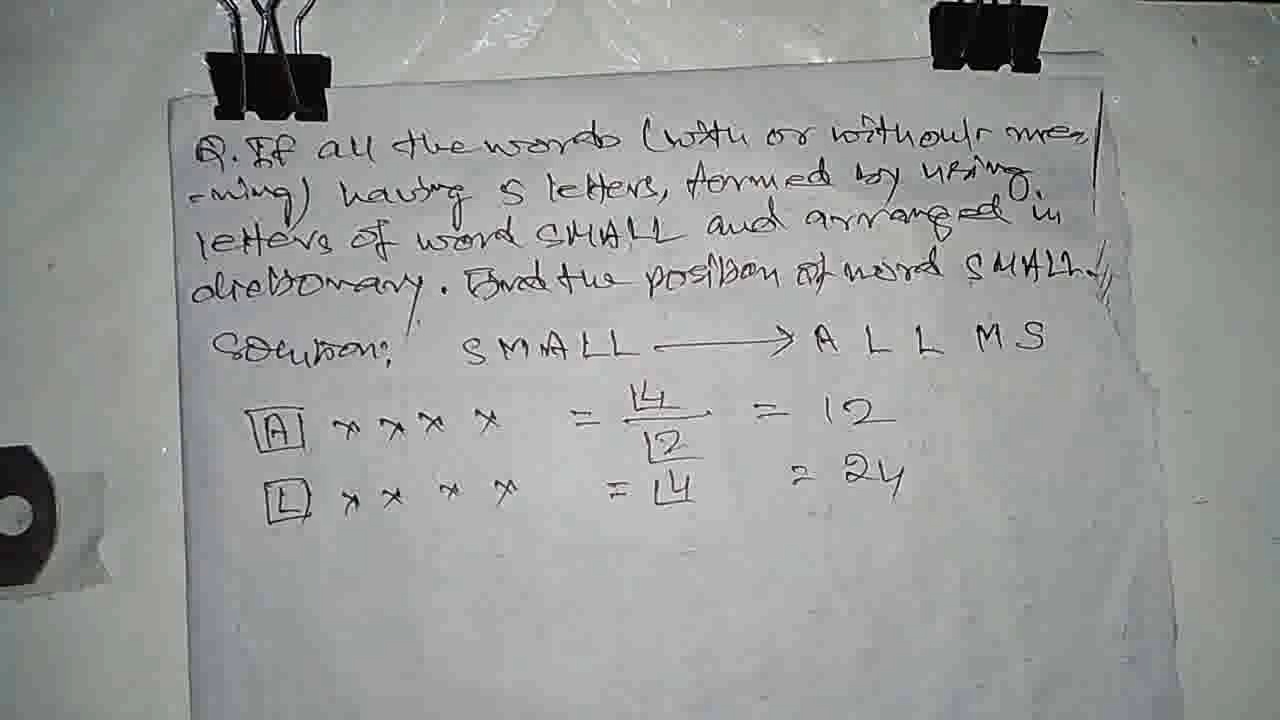 Q. If all the words (with or without mea
-ning) having 5 letters, formed by using
letters of word SMALL and arranged in
dictionary. Find the position of word SMALL.
Solution: SMALL → A L L M S
[A] × × × × = |4 / |2 = 12
[L] × × × × = |4 = 24